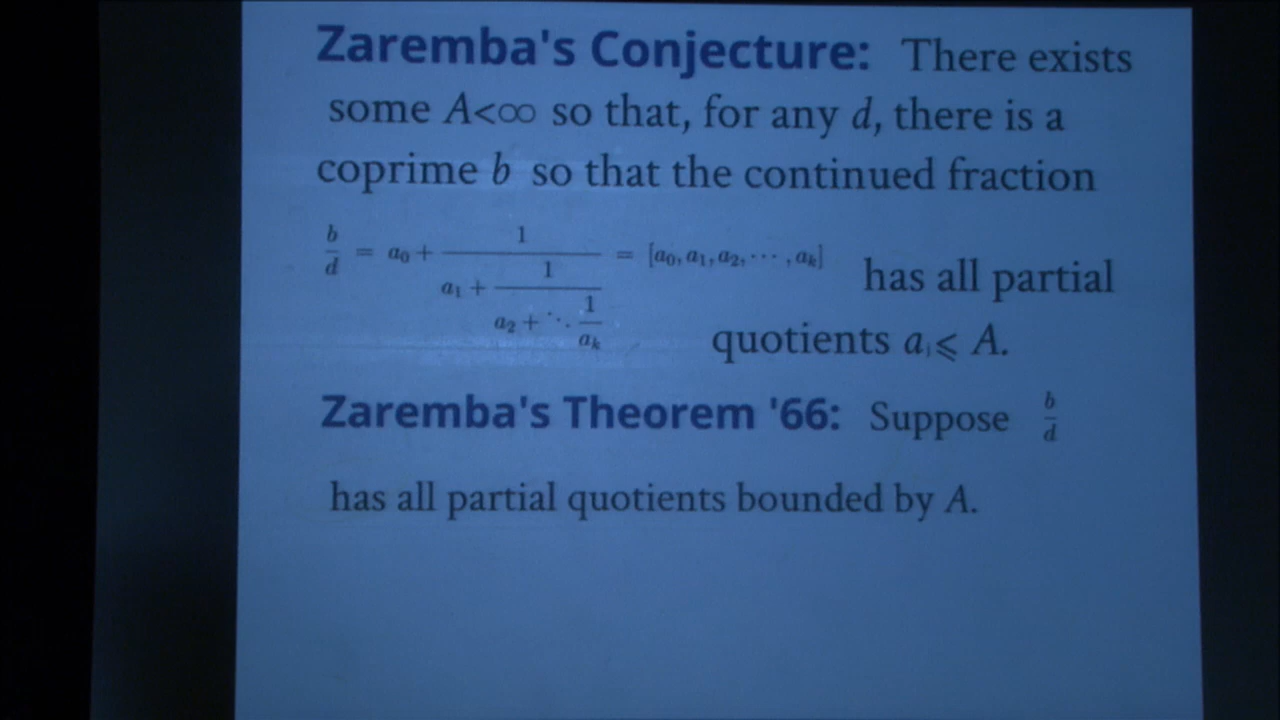 Zaremba's Conjecture: There exists
some A<∞ so that, for any d, there is a
coprime b so that the continued fraction
b/d = a₀ + 1/(a₁ + 1/(a₂ + ⋱ 1/aₖ)) = [a₀, a₁, a₂, ⋯ , aₖ] has all partial
quotients aᵢ ⩽ A.
Zaremba's Theorem '66: Suppose b/d
has all partial quotients bounded by A.